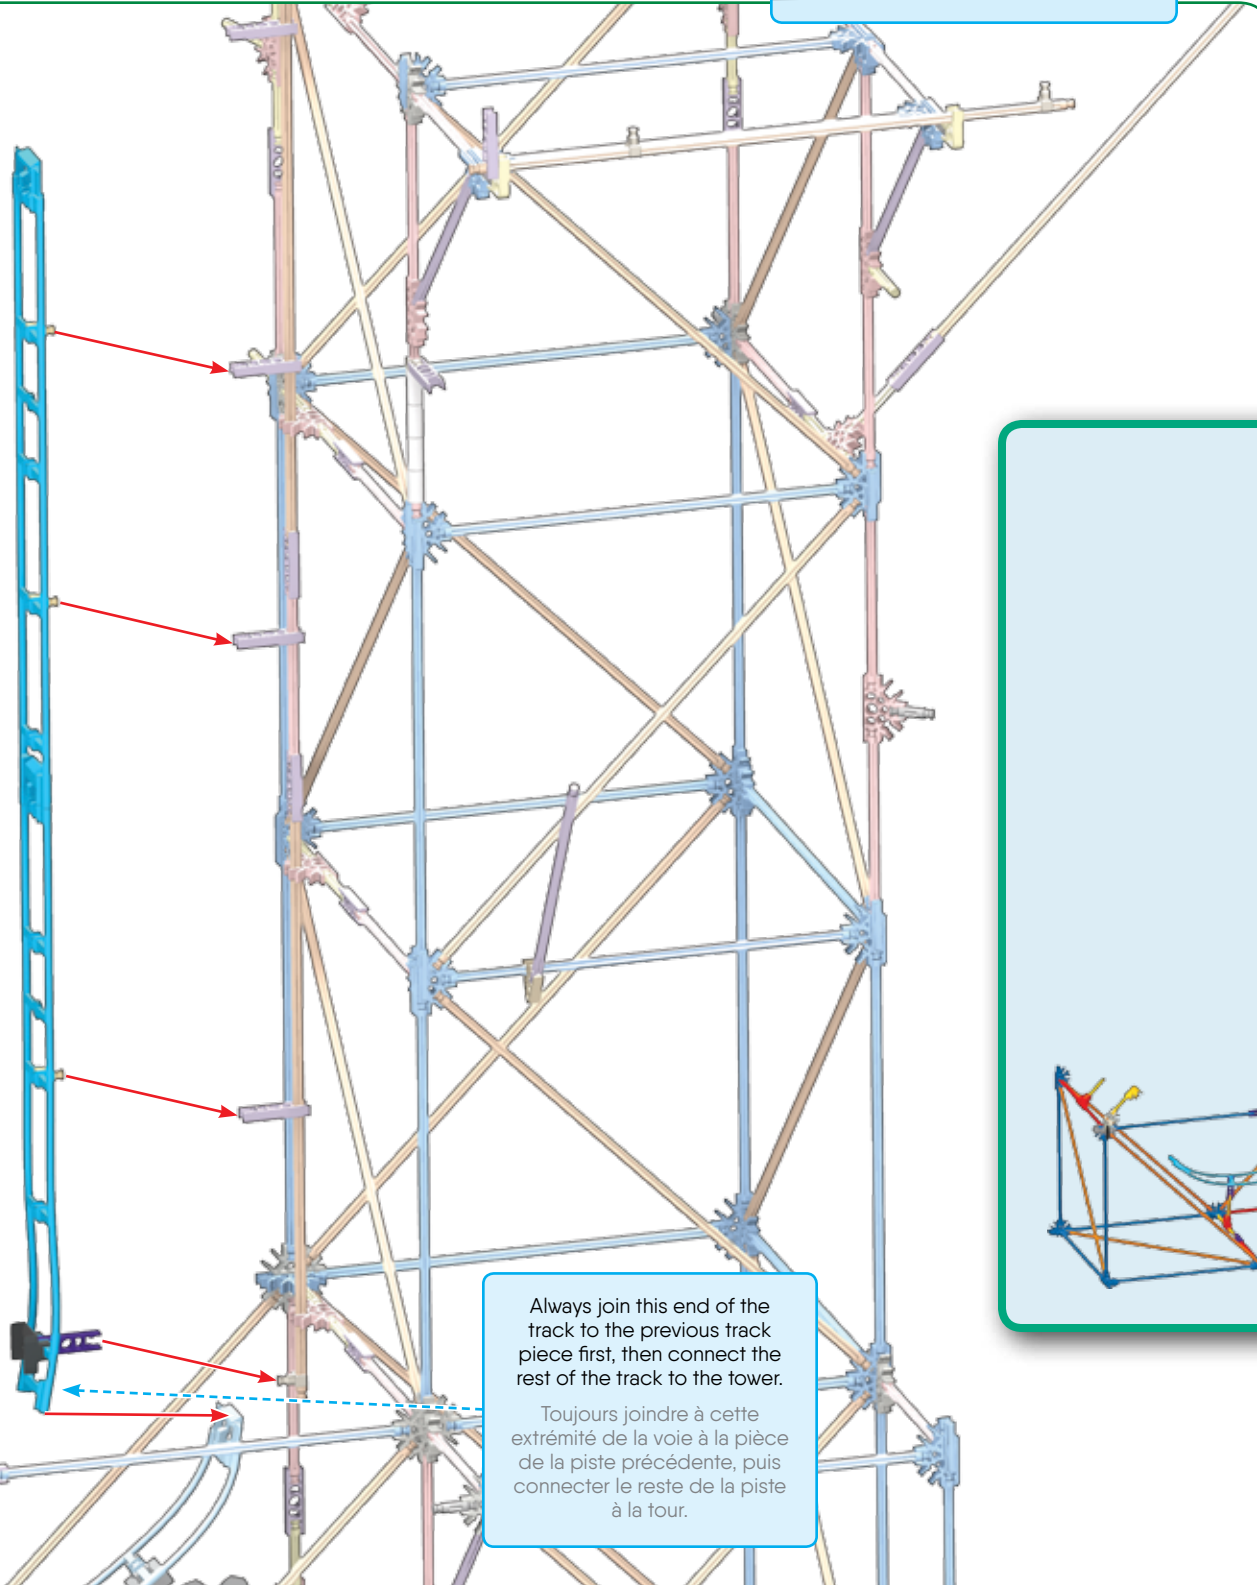 Always join this end of the
track to the previous track
piece first, then connect the
rest of the track to the tower.
Toujours joindre à cette
extrémité de la voie à la pièce
de la piste précédente, puis
connecter le reste de la piste
à la tour.